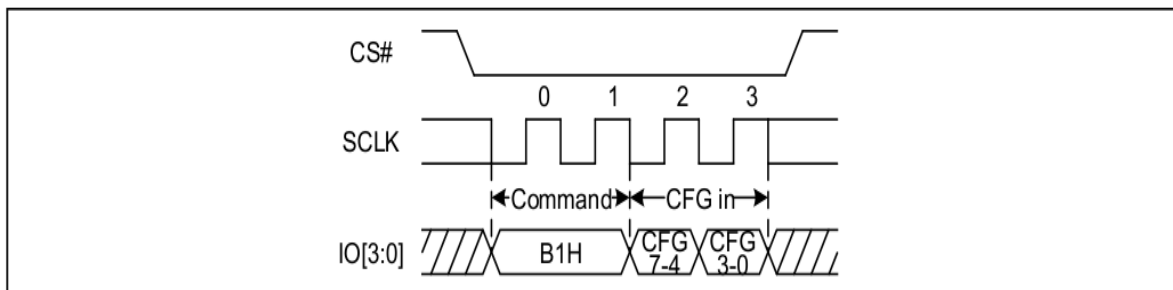 CS#
0 1 2 3
SCLK
Command CFG in
IO[3:0] B1H CFG 7-4 CFG 3-0